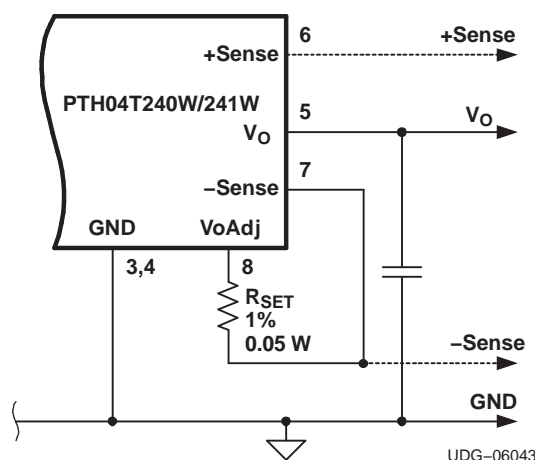 6
+Sense
+Sense
PTH04T240W/241W
5
VO
VO
7
−Sense
GND
VoAdj
3,4
8
RSET
1%
0.05 W
−Sense
GND
UDG−06043